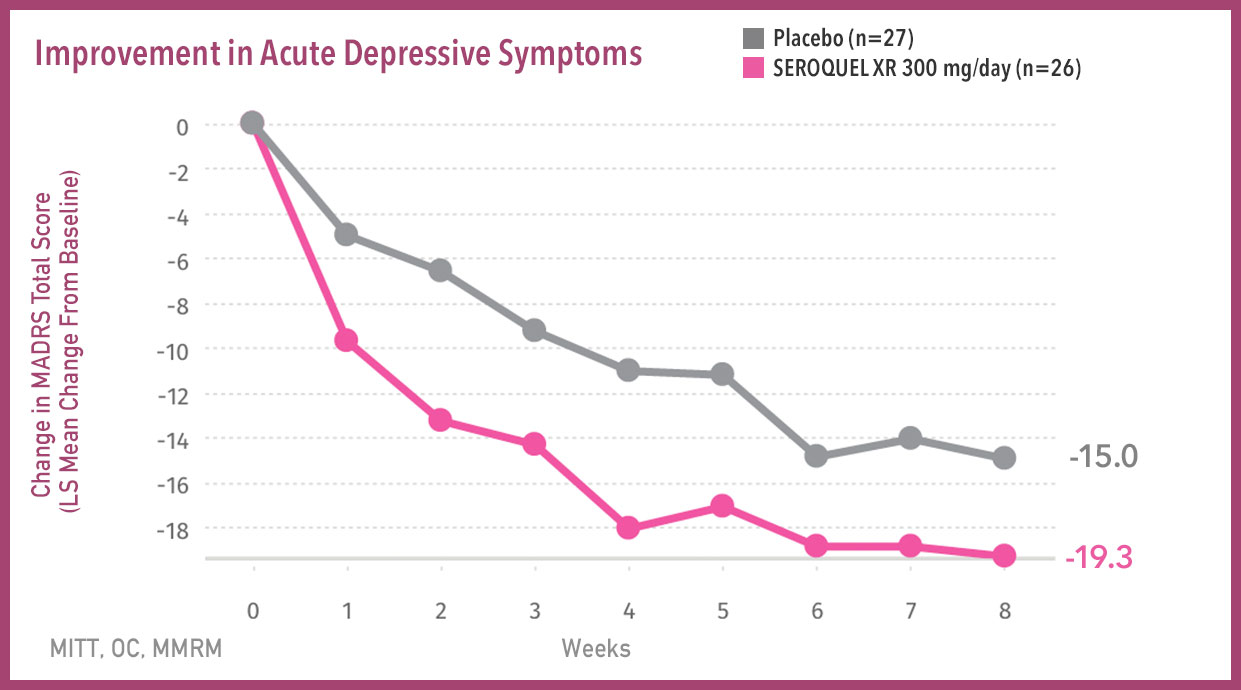 Improvement in Acute Depressive Symptoms
Placebo (n=27)
SEROQUEL XR 300 mg/day (n=26)
Change in MADRS Total Score
(LS Mean Change From Baseline)
0
-2
-4
-6
-8
-10
-12
-14
-16
-18
-15.0
-19.3
0 1 2 3 4 5 6 7 8
MITT, OC, MMRM
Weeks